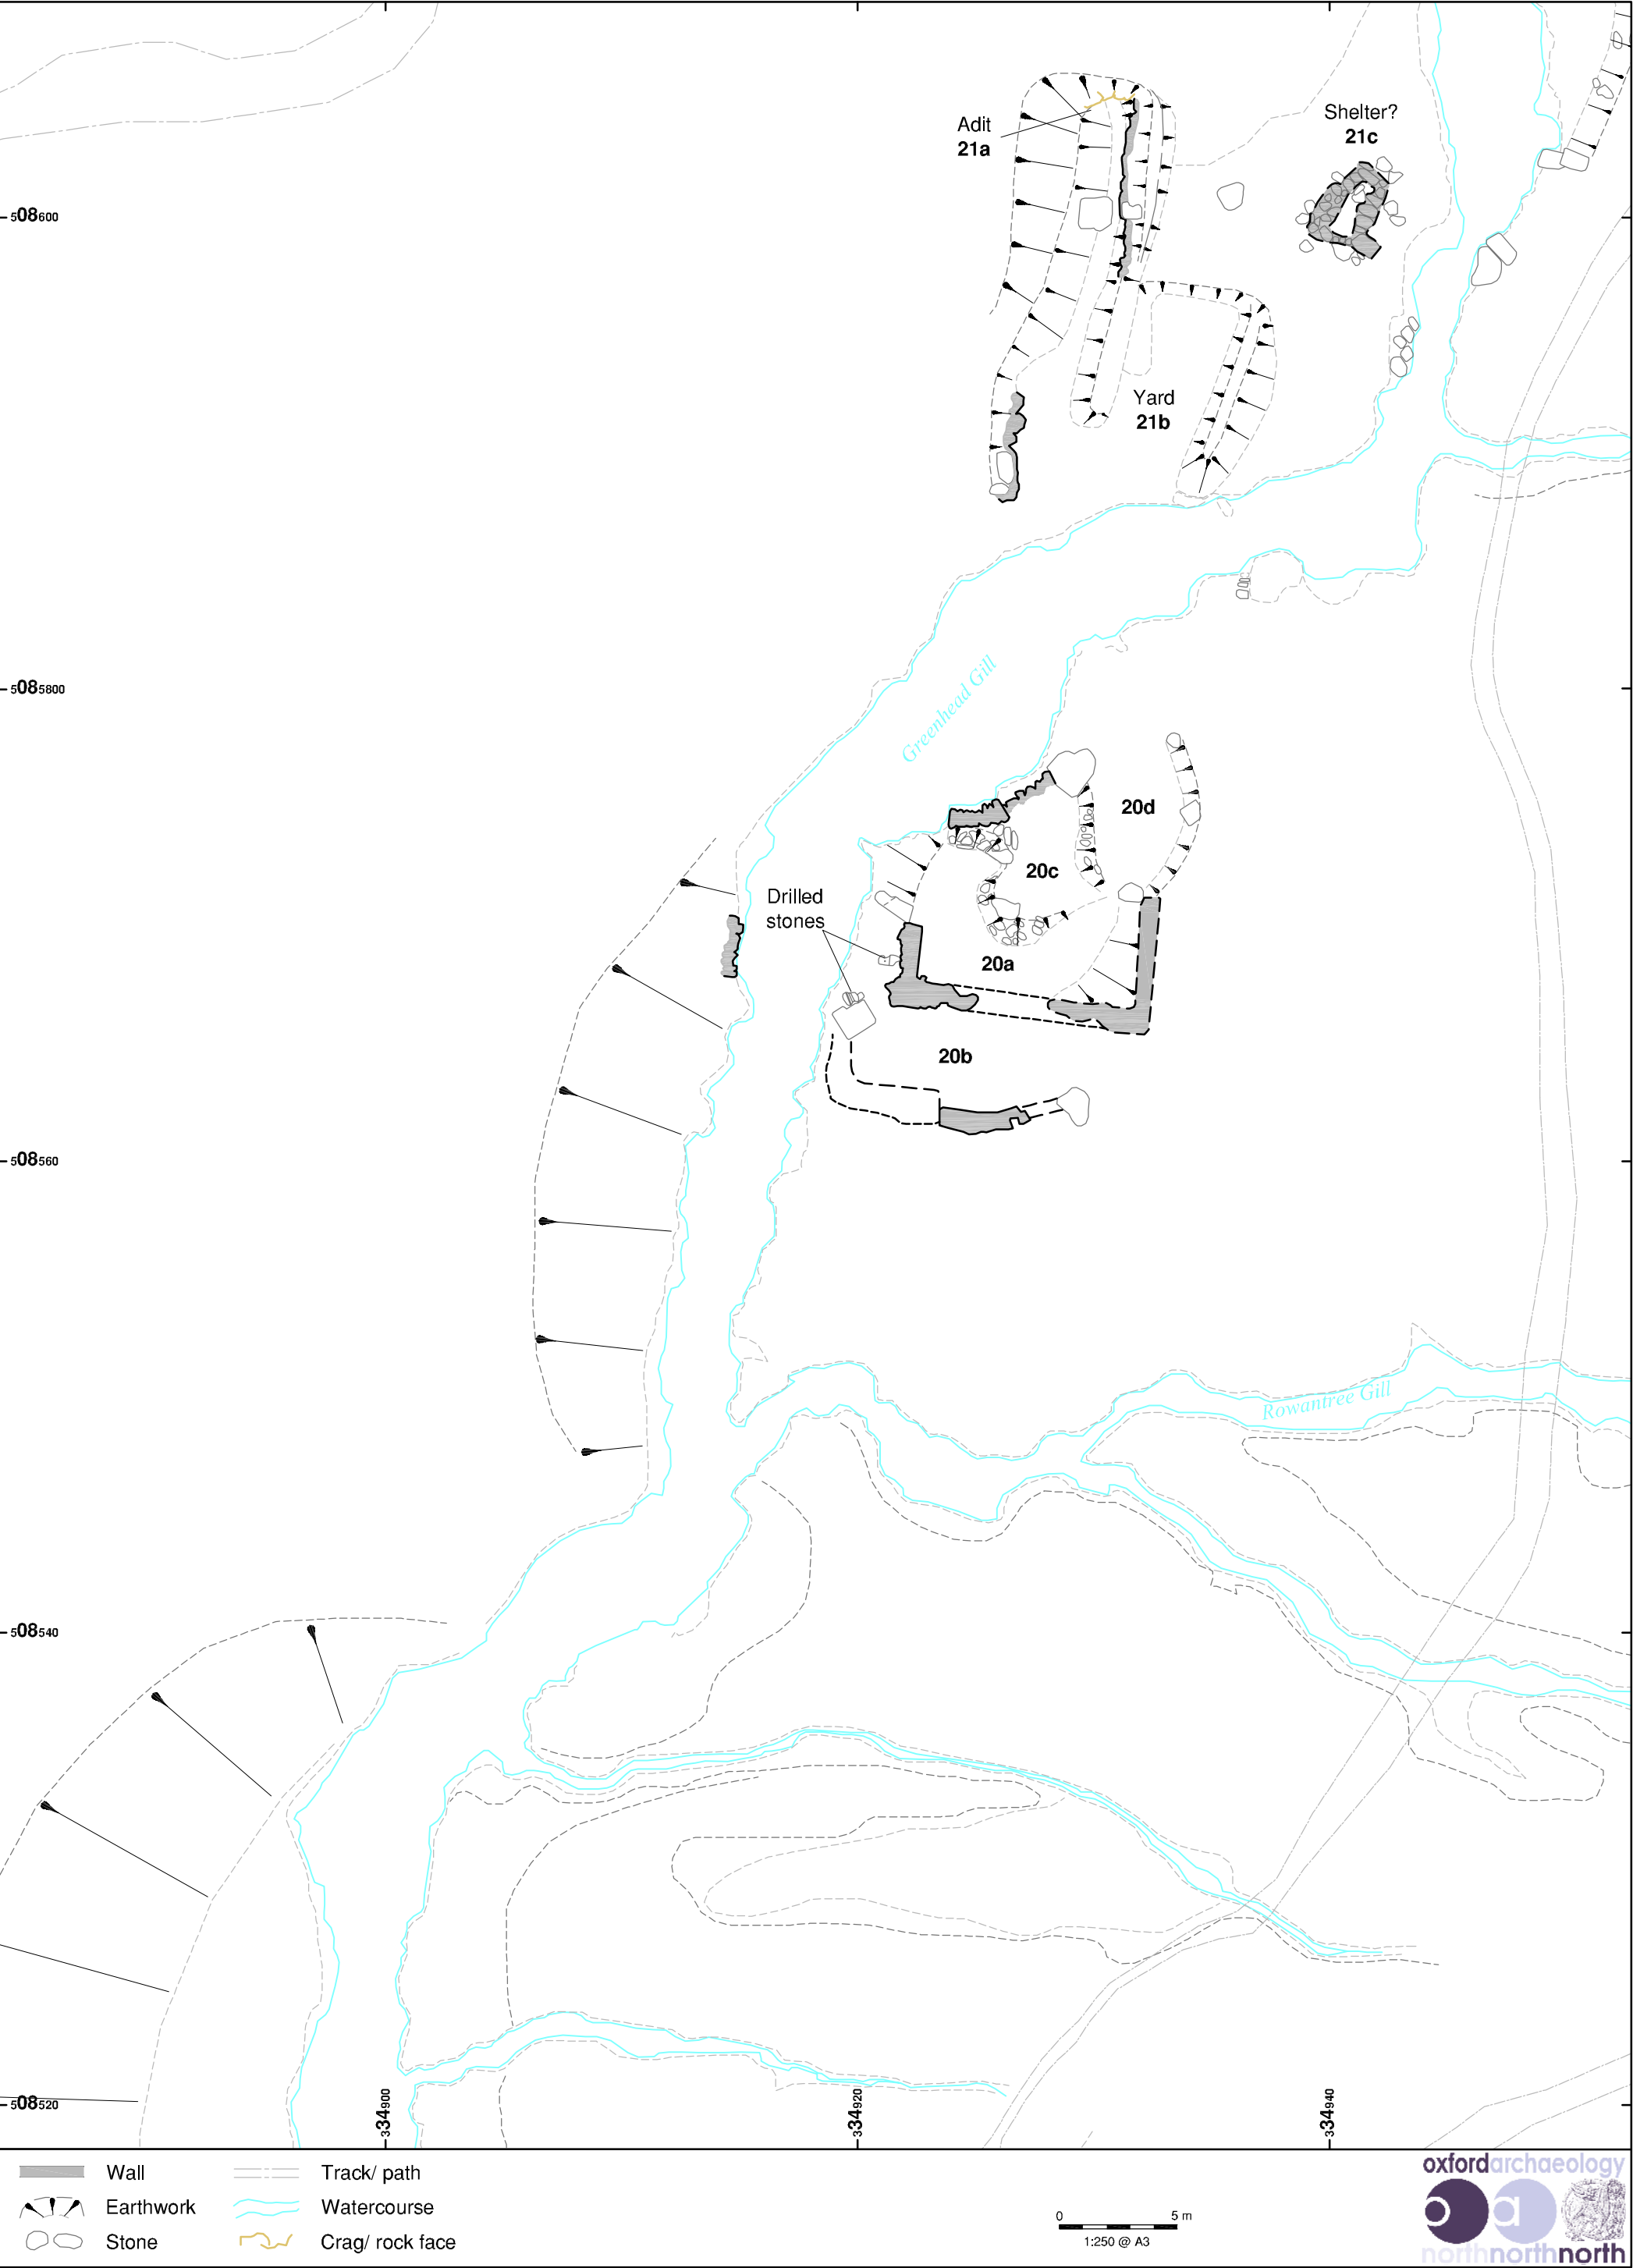 Adit
21a
Shelter?
21c
508600
Yard
21b
5085800
Greenhead Gill
20d
20c
Drilled
stones
20a
20b
508560
Rowantree Gill
508540
508520
334900
334920
334940
Wall
Earthwork
Stone
Track/ path
Watercourse
Crag/ rock face
0 5 m
1:250 @ A3
oxfordarchaeology
oa
northnorthnorth